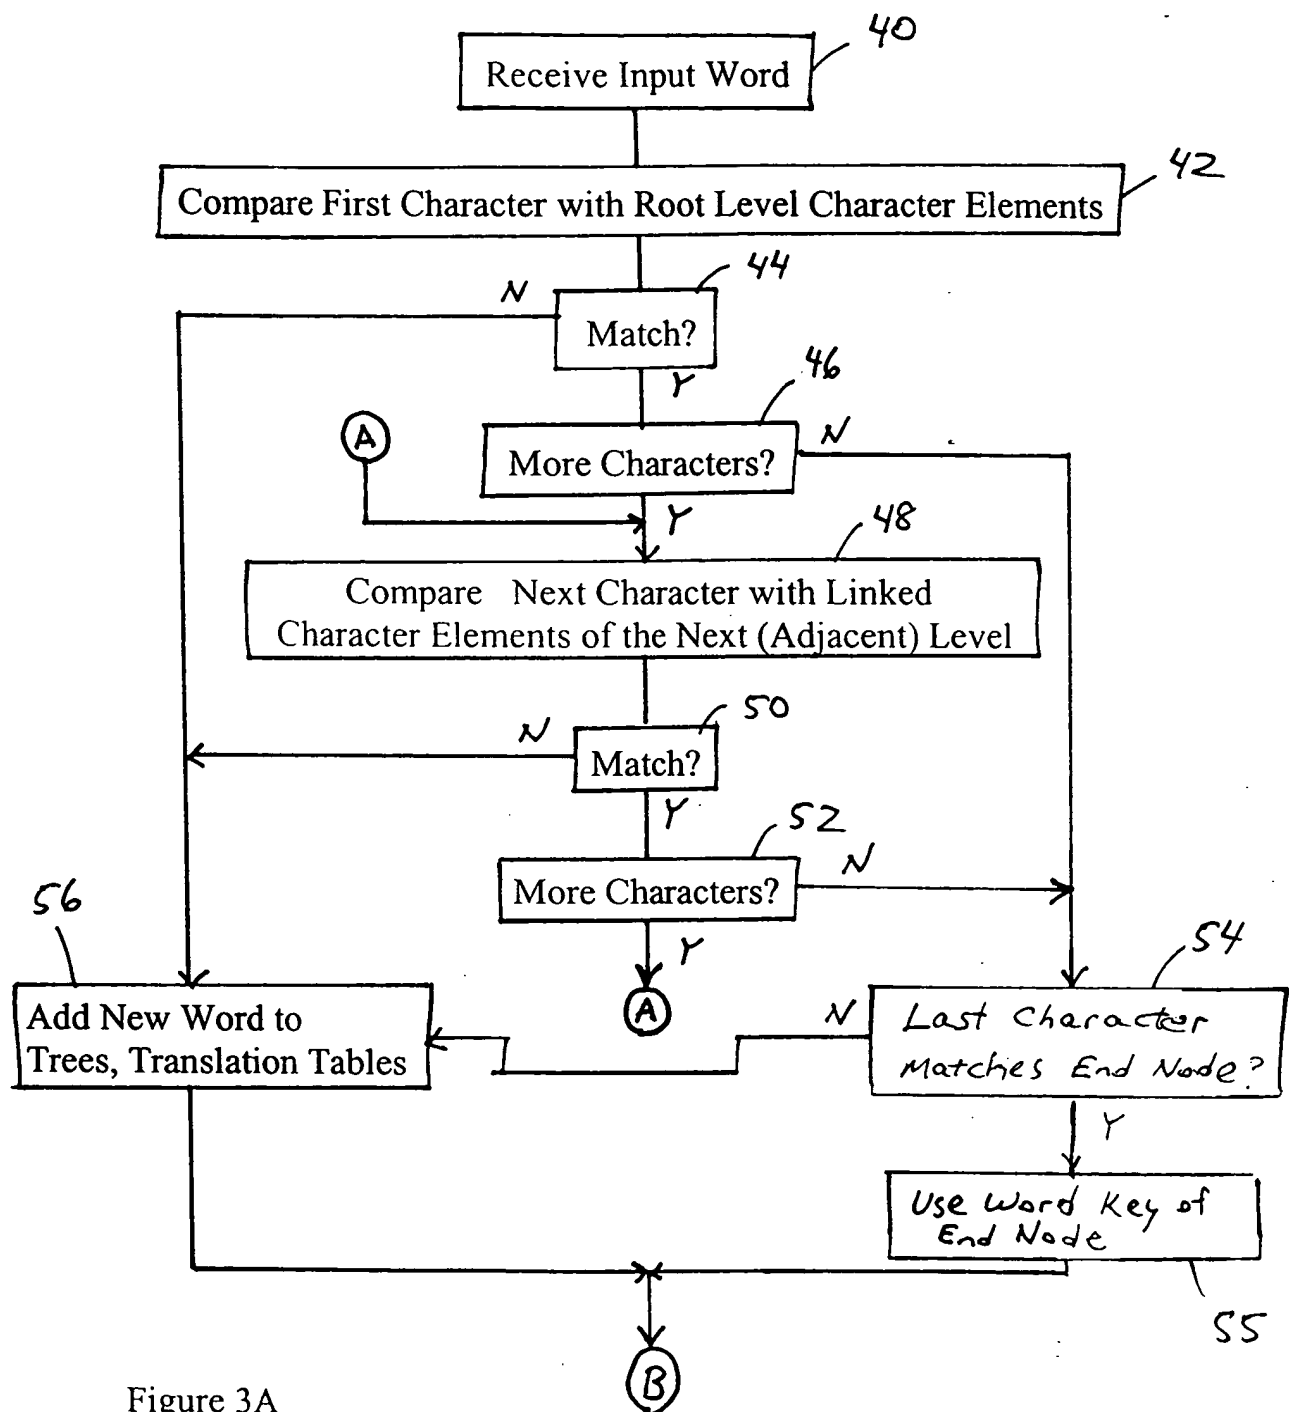 40
Receive Input Word
42
Compare First Character with Root Level Character Elements
44
N
Match?
Y
46
A
More Characters?
N
Y
48
Compare Next Character with Linked
Character Elements of the Next (Adjacent) Level
50
N
Match?
Y
52
More Characters?
N
56
Y
54
Add New Word to
Trees, Translation Tables
A
N
Last Character
Matches End Node?
Y
Use Word Key of
End Node
55
B
Figure 3A